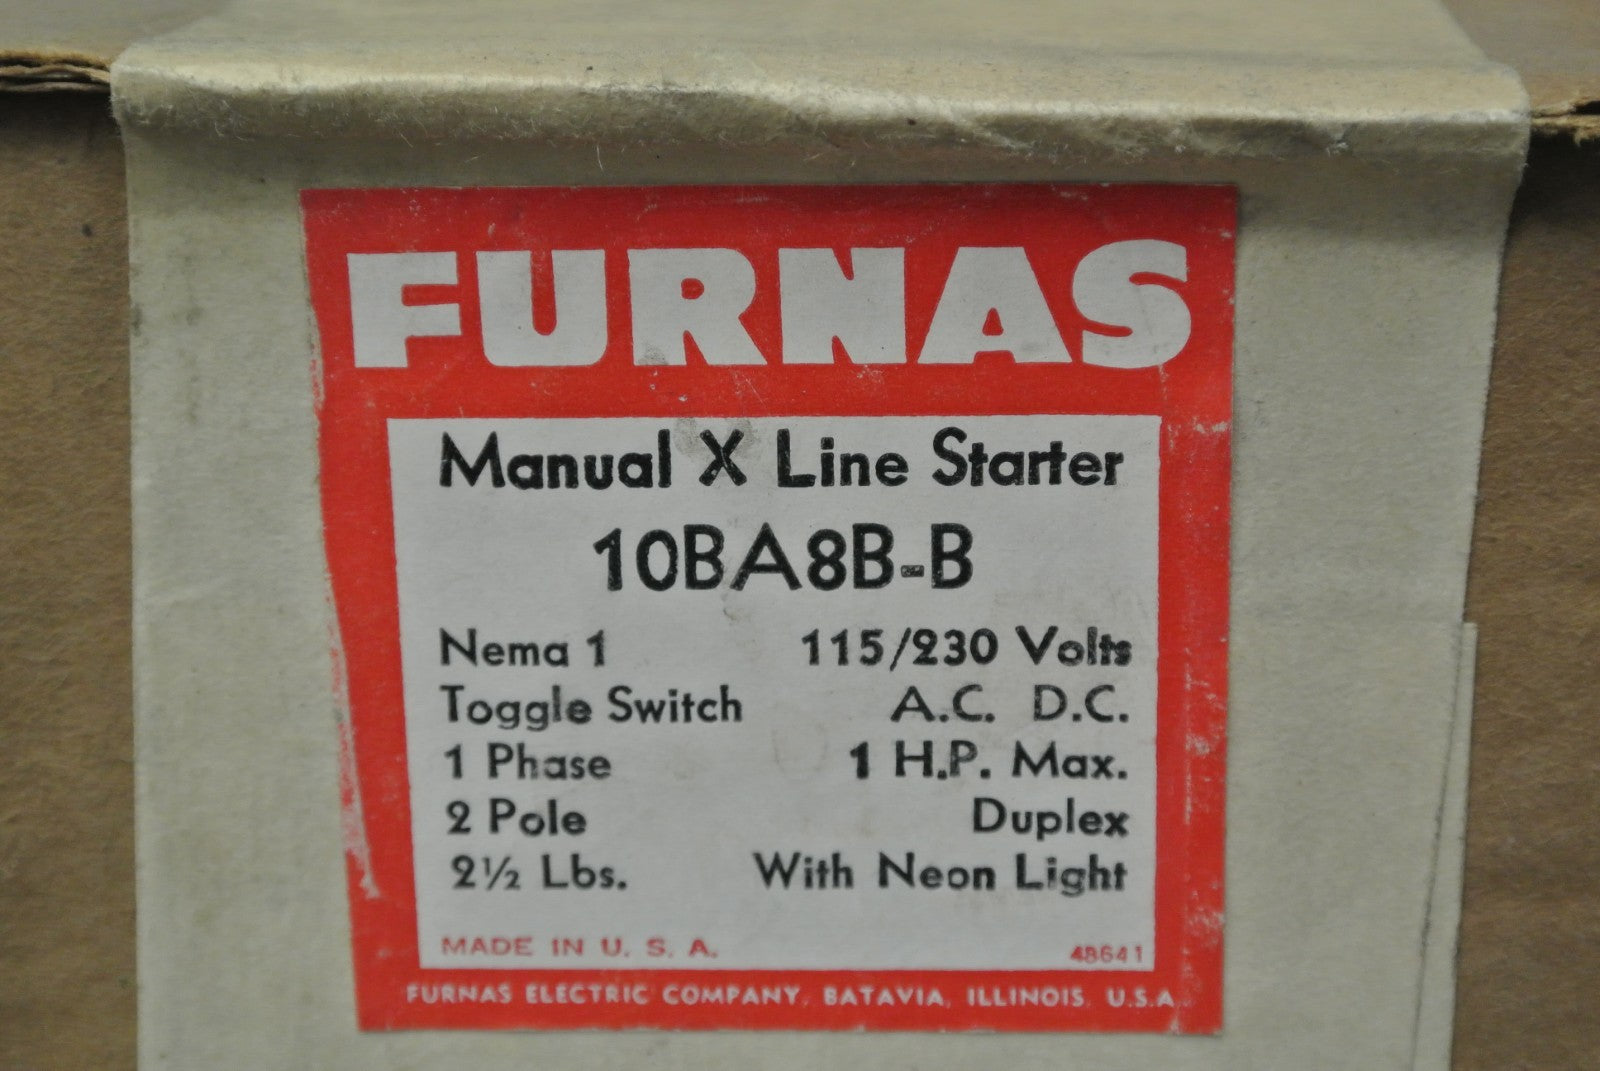 FURNAS
Manual X Line Starter
10BA8B-B
Nema 1 115/230 Volts
Toggle Switch A.C. D.C.
1 Phase 1 H.P. Max.
2 Pole Duplex
2½ Lbs. With Neon Light
MADE IN U. S. A. 48641
FURNAS ELECTRIC COMPANY, BATAVIA, ILLINOIS, U.S.A.